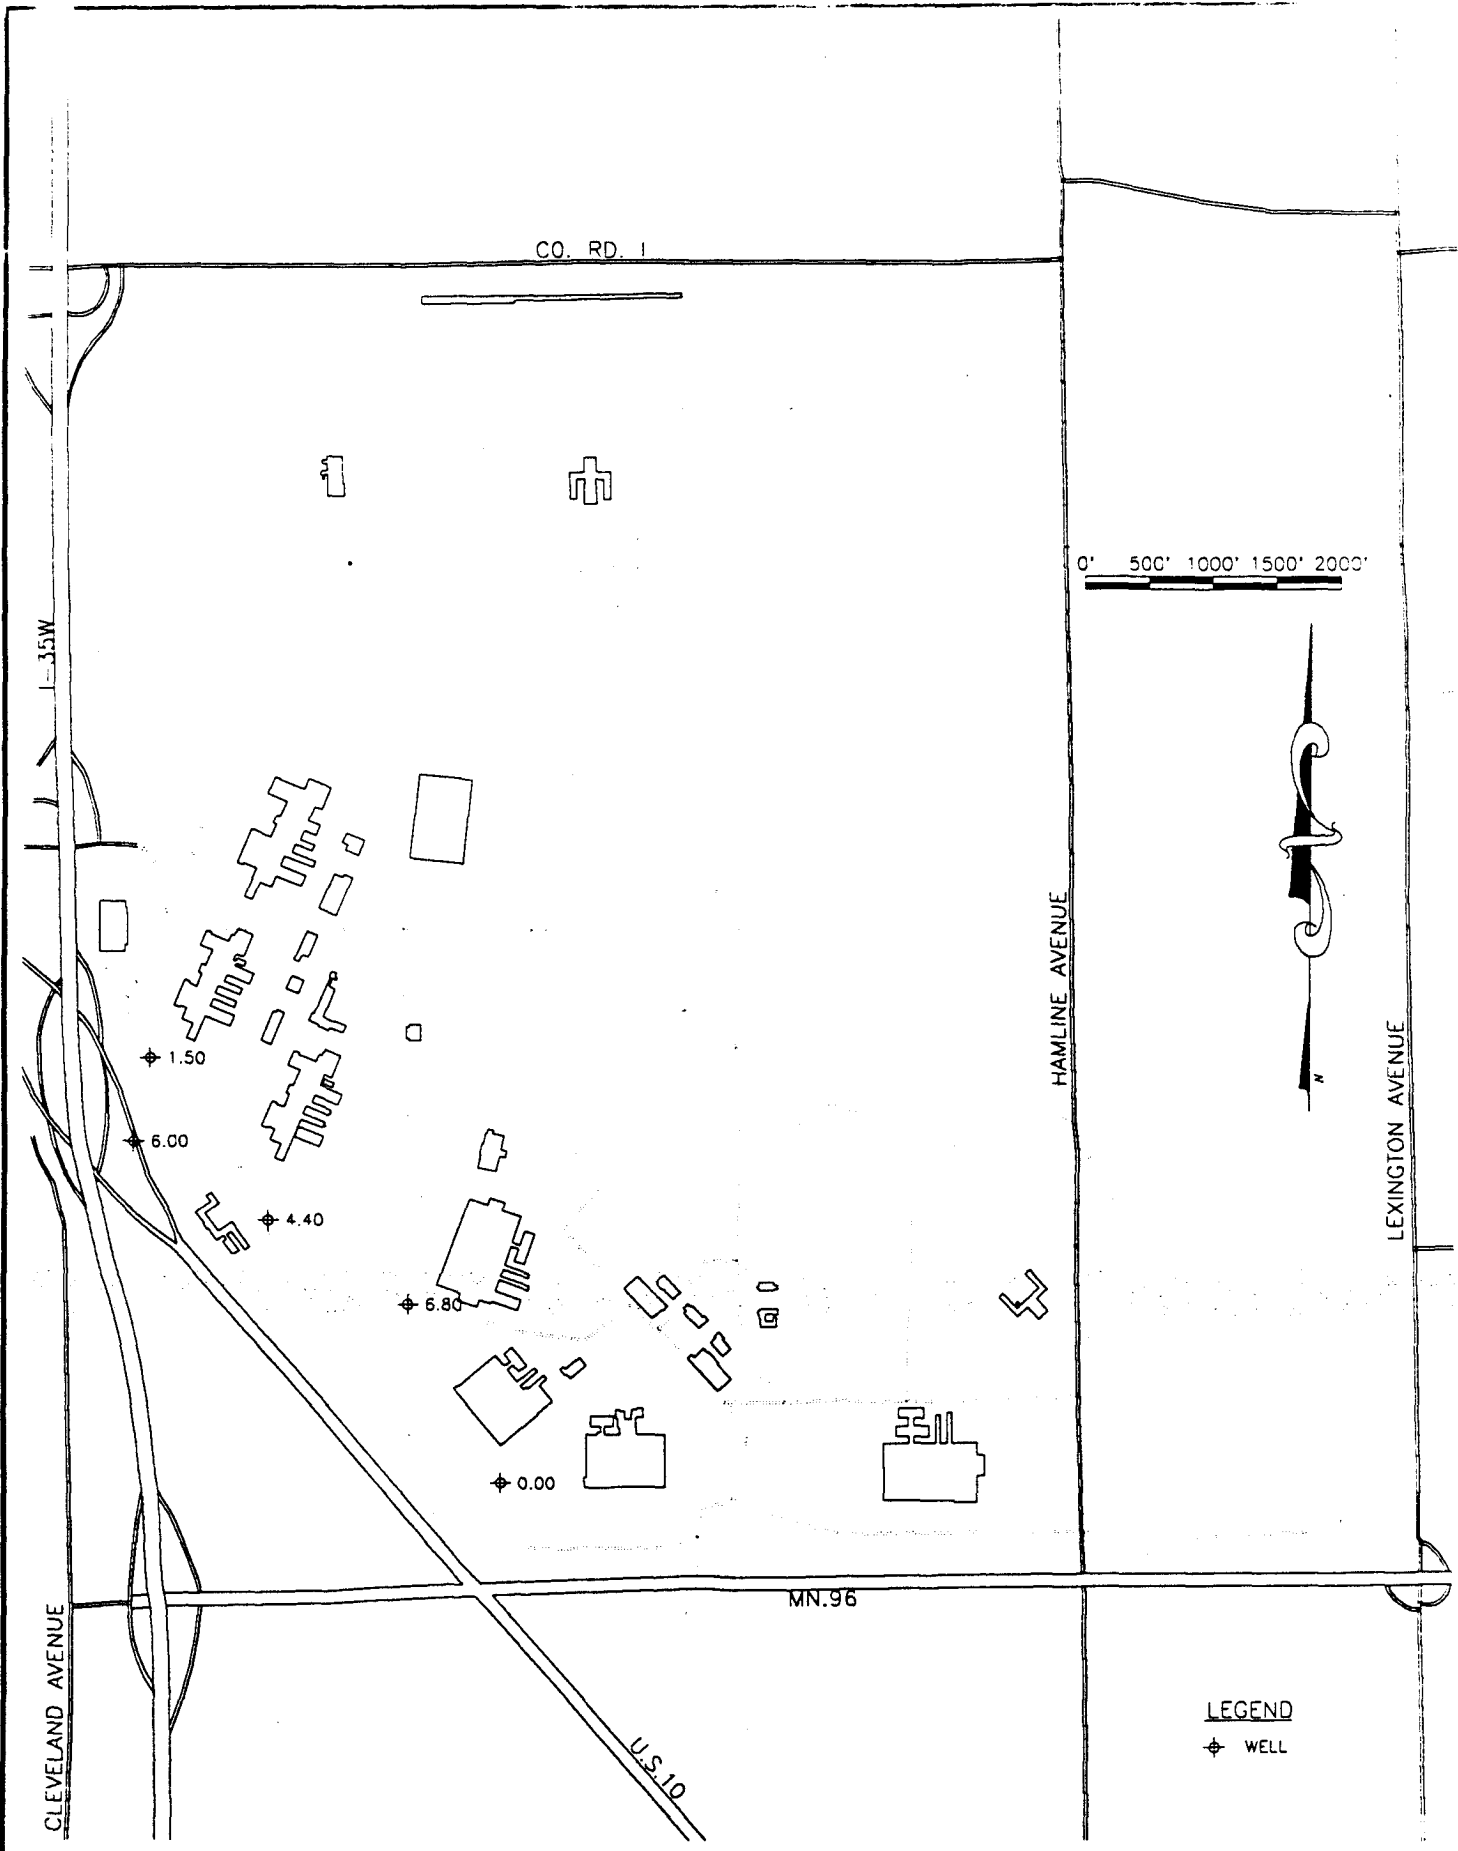 CO. RD. I
0' 500' 1000' 1500' 2000'
I-35W
HAMLINE AVENUE
LEXINGTON AVENUE
N
1.50
6.00
4.40
6.80
0.00
MN.96
CLEVELAND AVENUE
U.S.10
LEGEND
WELL